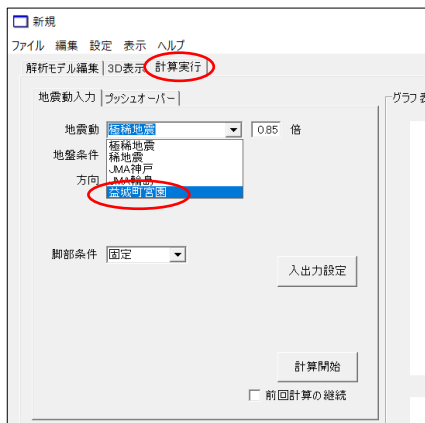 新規
ファイル 編集 設定 表示 ヘルプ
解析モデル編集 3D表示 計算実行
地震動入力 プッシュオーバー
グラフ表
地震動 極稀地震 0.85 倍
極稀地震
地盤条件 稀地震
JMA神戸
方向 JMA輪島
益城町宮園
脚部条件 固定
入出力設定
計算開始
前回計算の継続